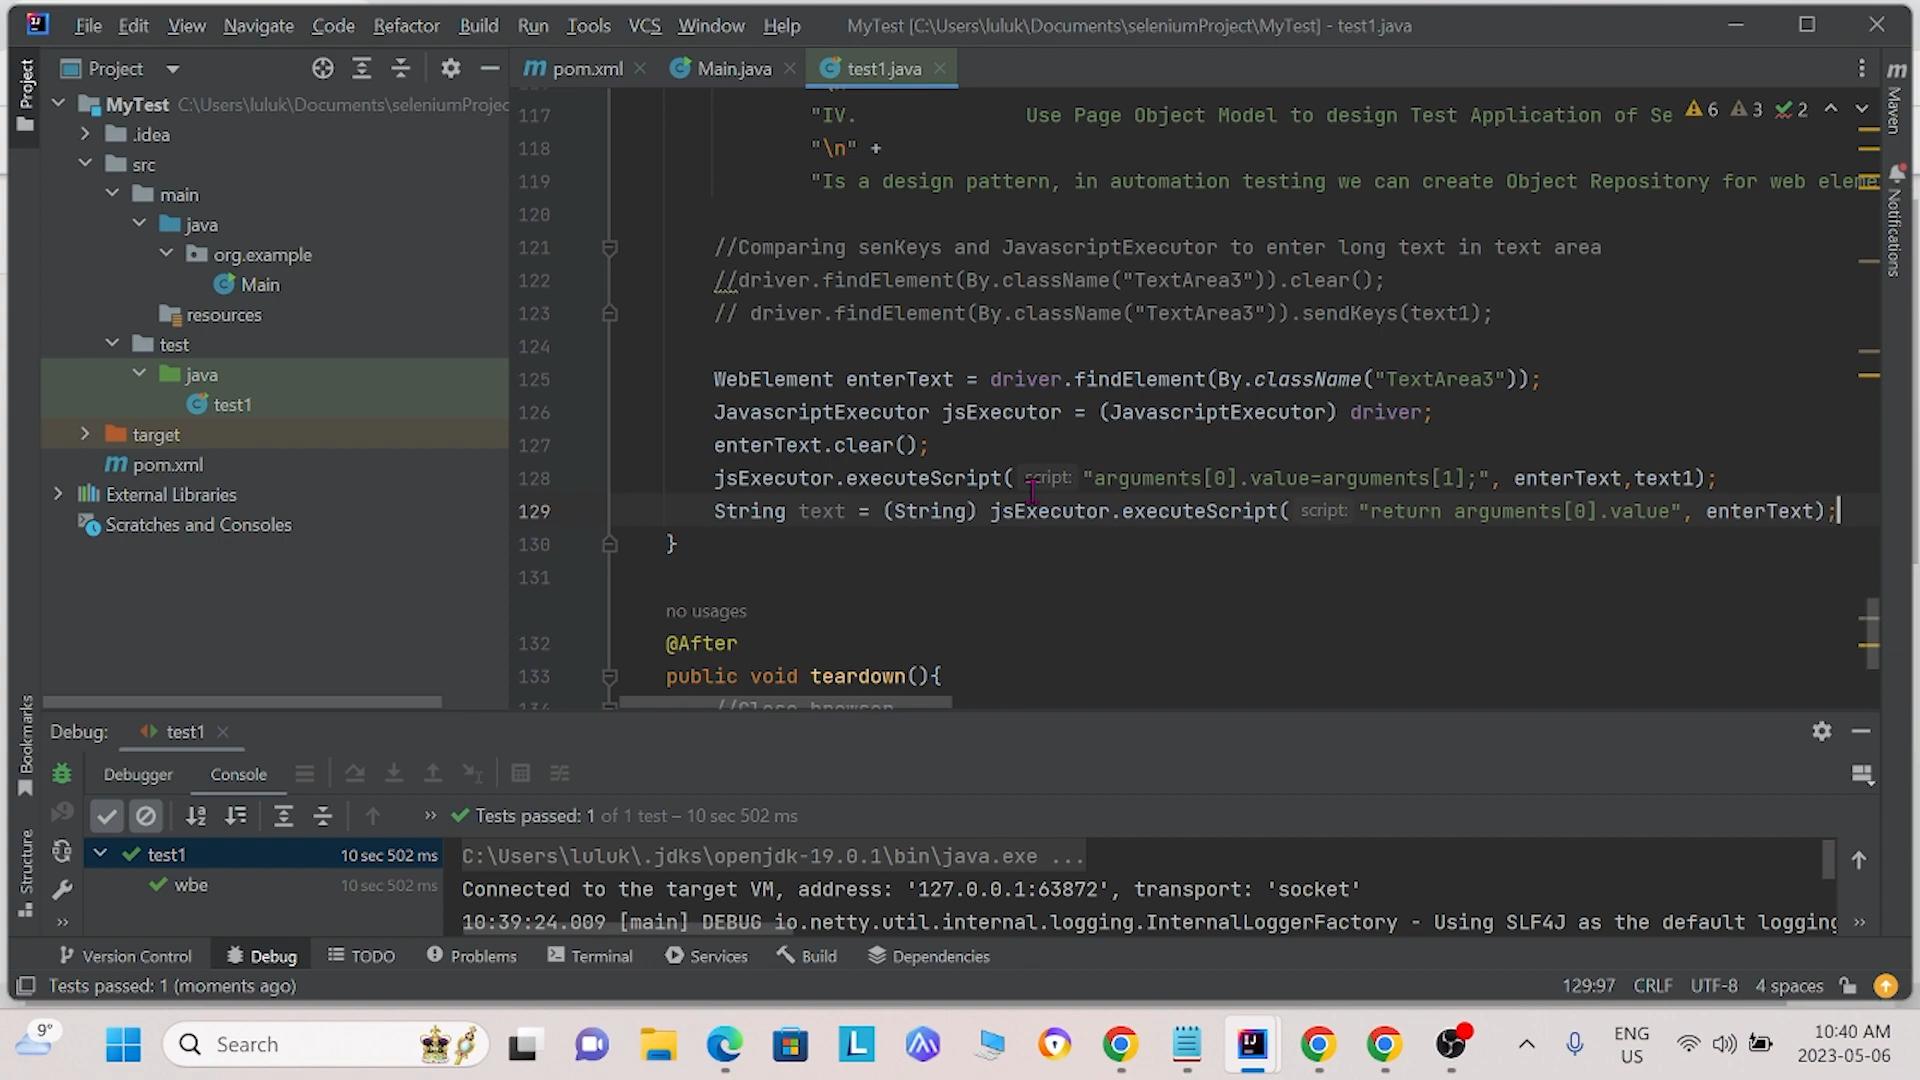 File Edit View Navigate Code Refactor Build Run Tools VCS Window Help MyTest [C:\Users\luluk\Documents\seleniumProject\MyTest] - test1.java
Project
Project
pom.xml
Main.java
test1.java
Maven
Notifications
MyTest C:\Users\luluk\Documents\seleniumProjec
.idea
src
main
java
org.example
Main
resources
test
java
test1
target
pom.xml
External Libraries
Scratches and Consoles
6 3 2
117 "IV. Use Page Object Model to design Test Application of Se
118 "\n" +
119 "Is a design pattern, in automation testing we can create Object Repository for web eleme
120
121 //Comparing senKeys and JavascriptExecutor to enter long text in text area
122 //driver.findElement(By.className("TextArea3")).clear();
123 // driver.findElement(By.className("TextArea3")).sendKeys(text1);
124
125 WebElement enterText = driver.findElement(By.className("TextArea3"));
126 JavascriptExecutor jsExecutor = (JavascriptExecutor) driver;
127 enterText.clear();
128 jsExecutor.executeScript( script: "arguments[0].value=arguments[1];", enterText,text1);
129 String text = (String) jsExecutor.executeScript( script: "return arguments[0].value", enterText);
130 }
131
no usages
132 @After
133 public void teardown(){
134 //Close browser
Bookmarks
Structure
Debug: test1
Debugger Console
Tests passed: 1 of 1 test – 10 sec 502 ms
test1 10 sec 502 ms
wbe 10 sec 502 ms
C:\Users\luluk\.jdks\openjdk-19.0.1\bin\java.exe ...
Connected to the target VM, address: '127.0.0.1:63872', transport: 'socket'
10:39:24.009 [main] DEBUG io.netty.util.internal.logging.InternalLoggerFactory - Using SLF4J as the default logging
Version Control Debug TODO Problems Terminal Services Build Dependencies
Tests passed: 1 (moments ago)
129:97 CRLF UTF-8 4 spaces
9°
Search
L
ENG
US
10:40 AM
2023-05-06